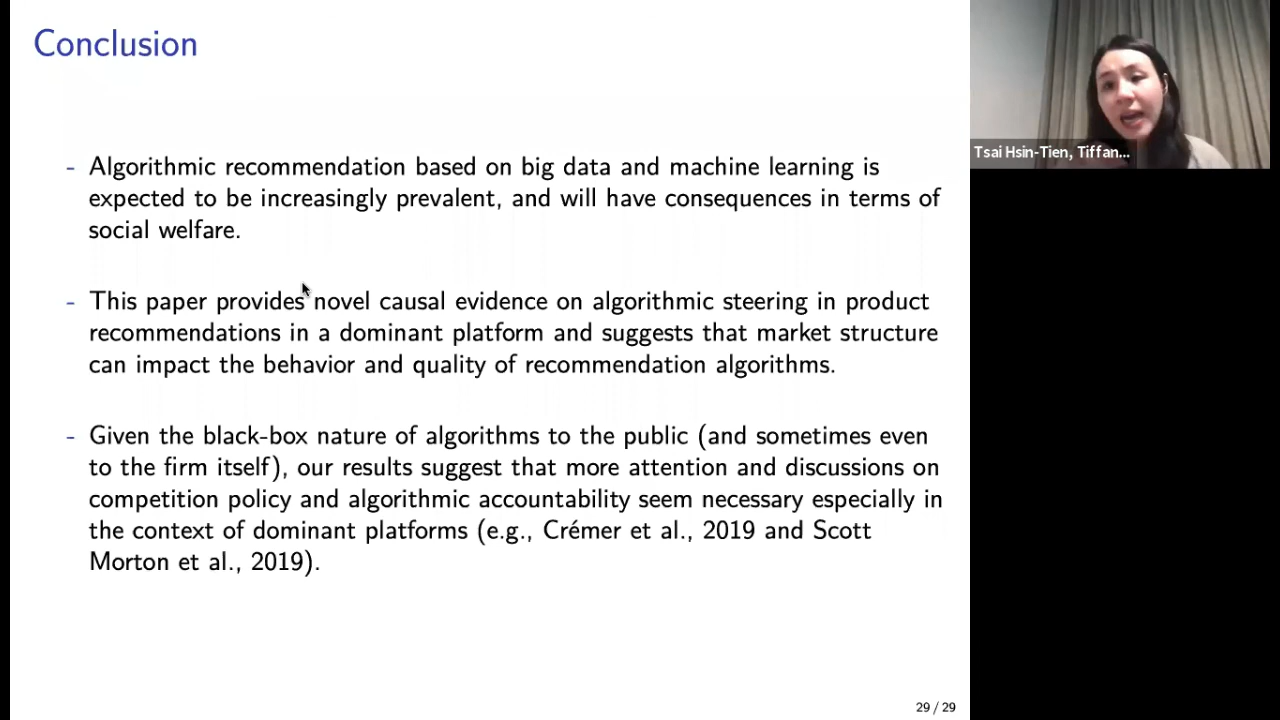 Conclusion
- Algorithmic recommendation based on big data and machine learning is
expected to be increasingly prevalent, and will have consequences in terms of
social welfare.
- This paper provides novel causal evidence on algorithmic steering in product
recommendations in a dominant platform and suggests that market structure
can impact the behavior and quality of recommendation algorithms.
- Given the black-box nature of algorithms to the public (and sometimes even
to the firm itself), our results suggest that more attention and discussions on
competition policy and algorithmic accountability seem necessary especially in
the context of dominant platforms (e.g., Crémer et al., 2019 and Scott
Morton et al., 2019).
29 / 29
Tsai Hsin-Tien, Tiffan...